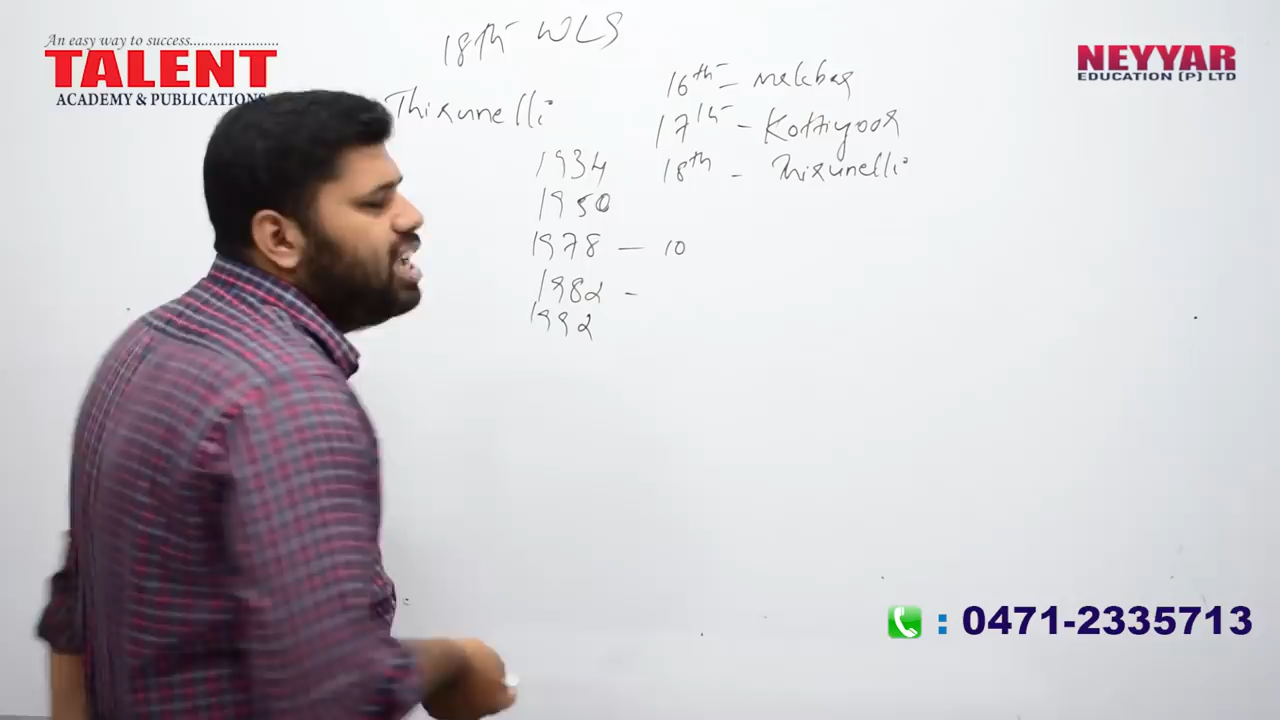 An easy way to success........................
TALENT
ACADEMY & PUBLICATIONS
NEYYAR
EDUCATION (P) LTD
18th WLS
Thirunelli
1934
1950
1978 - 10
1982 -
1992
16th - malabar
17th - Kottiyoor
18th - Thirunelli
: 0471-2335713